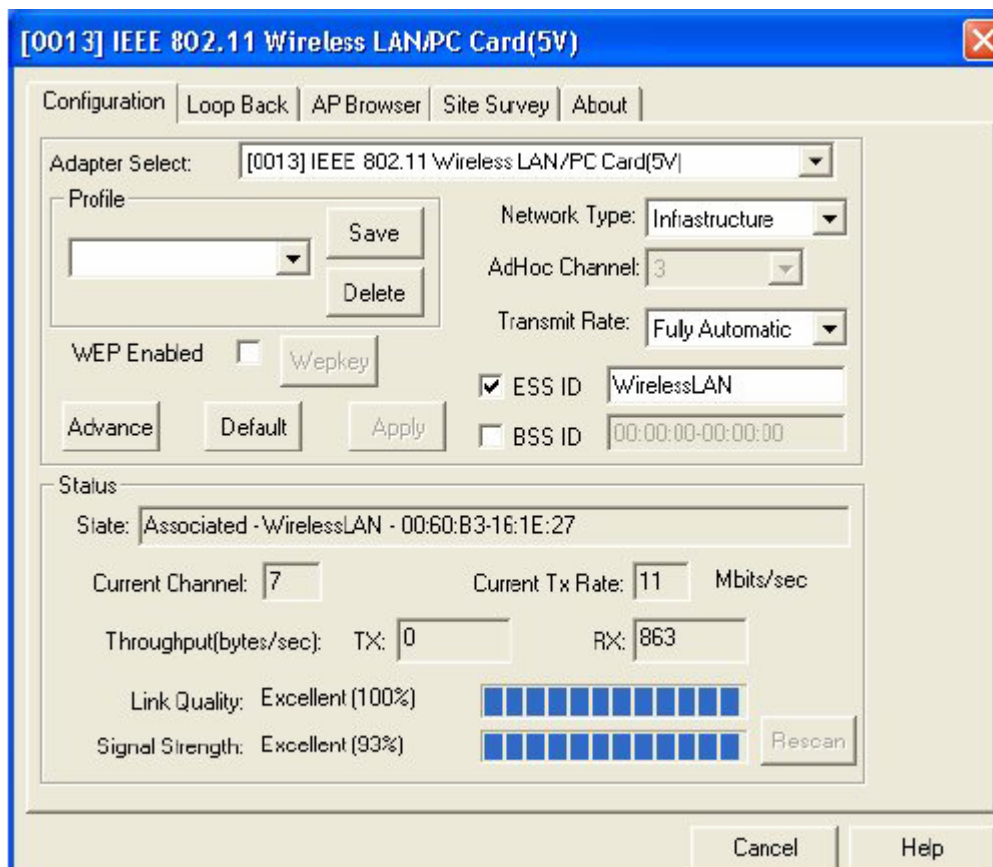 [0013] IEEE 802.11 Wireless LAN/PC Card(5V)
Configuration Loop Back AP Browser Site Survey About
Adapter Select: [0013] IEEE 802.11 Wireless LAN/PC Card(5V
Profile
Save
Delete
Network Type: Infrastructure
AdHoc Channel: 3
Transmit Rate: Fully Automatic
WEP Enabled Wepkey
ESS ID WirelessLAN
Advance Default Apply
BSS ID 00:00:00-00:00:00
Status
State: Associated - WirelessLAN - 00:60:B3-16:1E:27
Current Channel: 7 Current Tx Rate: 11 Mbits/sec
Throughput(bytes/sec): TX: 0 RX: 863
Link Quality: Excellent (100%)
Signal Strength: Excellent (93%) Rescan
Cancel Help